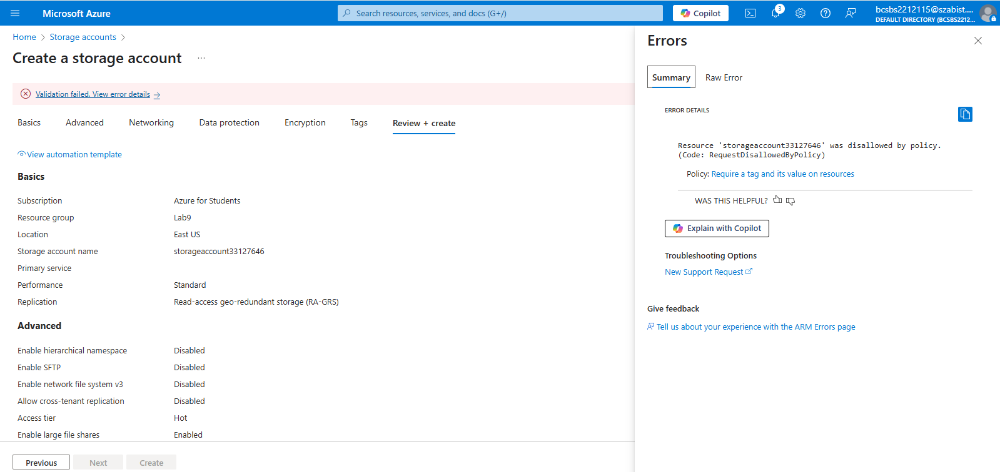 Microsoft Azure
Search resources, services, and docs (G+/)
Copilot
3
bcsbs2212115@szabist....
DEFAULT DIRECTORY (BCSBS2212...
Home > Storage accounts >
Create a storage account ...
Validation failed. View error details →
Basics Advanced Networking Data protection Encryption Tags Review + create
View automation template
Basics
Subscription Azure for Students
Resource group Lab9
Location East US
Storage account name storageaccount33127646
Primary service
Performance Standard
Replication Read-access geo-redundant storage (RA-GRS)
Advanced
Enable hierarchical namespace Disabled
Enable SFTP Disabled
Enable network file system v3 Disabled
Allow cross-tenant replication Disabled
Access tier Hot
Enable large file shares Enabled
Previous Next Create
Errors
Summary Raw Error
ERROR DETAILS
Resource 'storageaccount33127646' was disallowed by policy.
(Code: RequestDisallowedByPolicy)
Policy: Require a tag and its value on resources
WAS THIS HELPFUL?
Explain with Copilot
Troubleshooting Options
New Support Request
Give feedback
Tell us about your experience with the ARM Errors page